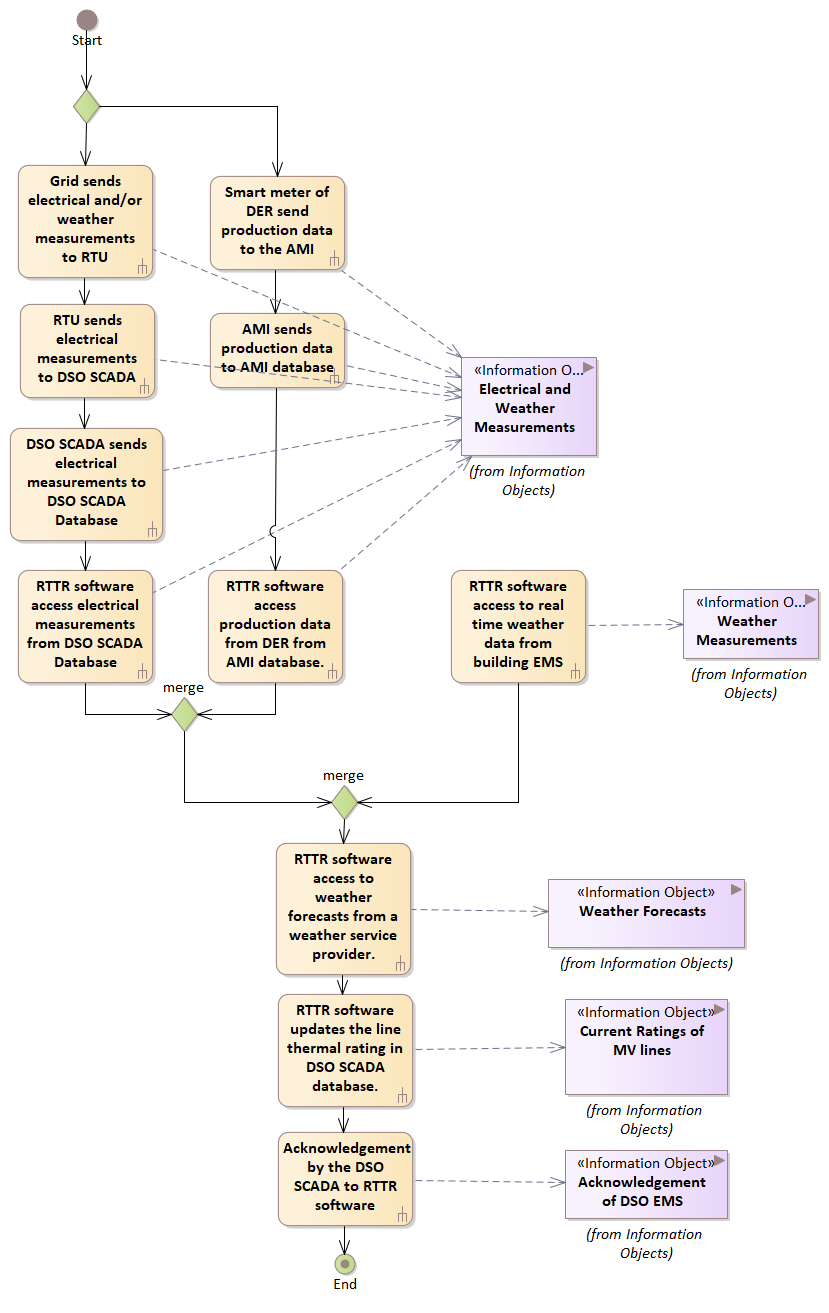 Start
Grid sends
electrical and/or
weather
measurements
to RTU
Smart meter of
DER send
production data
to the AMI
RTU sends
electrical
measurements
to DSO SCADA
AMI sends
production data
to AMI database
«Information O...
Electrical and
Weather
Measurements
(from Information
Objects)
DSO SCADA sends
electrical
measurements to
DSO SCADA
Database
RTTR software
access electrical
measurements
from DSO SCADA
Database
RTTR software
access
production data
from DER from
AMI database.
RTTR software
access to real
time weather
data from
building EMS
«Information O...
Weather
Measurements
(from Information
Objects)
merge
merge
RTTR software
access to
weather
forecasts from a
weather service
provider.
«Information Object»
Weather Forecasts
(from Information Objects)
RTTR software
updates the line
thermal rating in
DSO SCADA
database.
«Information Object»
Current Ratings of
MV lines
(from Information
Objects)
Acknowledgement
by the DSO
SCADA to RTTR
software
«Information Object»
Acknowledgement
of DSO EMS
(from Information
Objects)
End